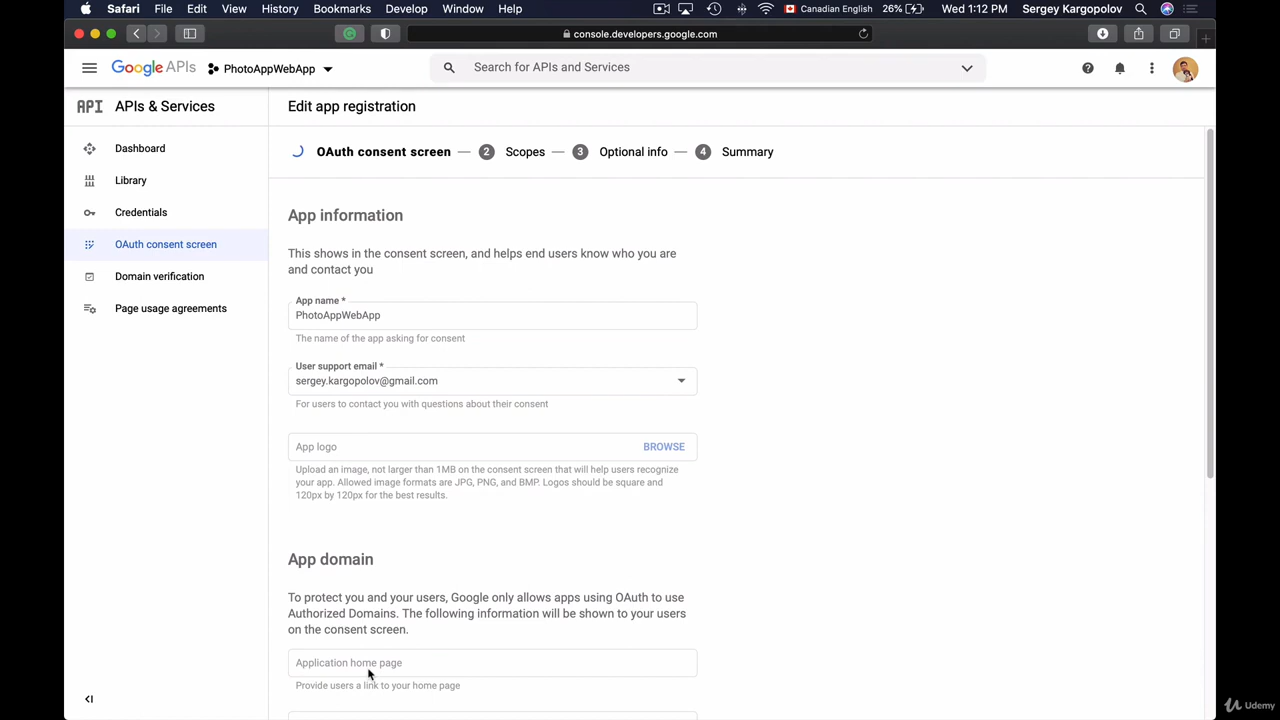 Safari File Edit View History Bookmarks Develop Window Help Canadian English 26% Wed 1:12 PM Sergey Kargopolov
console.developers.google.com
Google APIs PhotoAppWebApp Search for APIs and Services
API APIs & Services
Edit app registration
Dashboard
Library
Credentials
OAuth consent screen
Domain verification
Page usage agreements
OAuth consent screen — 2 Scopes — 3 Optional info — 4 Summary
App information
This shows in the consent screen, and helps end users know who you are
and contact you
App name *
PhotoAppWebApp
The name of the app asking for consent
User support email *
sergey.kargopolov@gmail.com
For users to contact you with questions about their consent
App logo BROWSE
Upload an image, not larger than 1MB on the consent screen that will help users recognize
your app. Allowed image formats are JPG, PNG, and BMP. Logos should be square and
120px by 120px for the best results.
App domain
To protect you and your users, Google only allows apps using OAuth to use
Authorized Domains. The following information will be shown to your users
on the consent screen.
Application home page
Provide users a link to your home page
Udemy